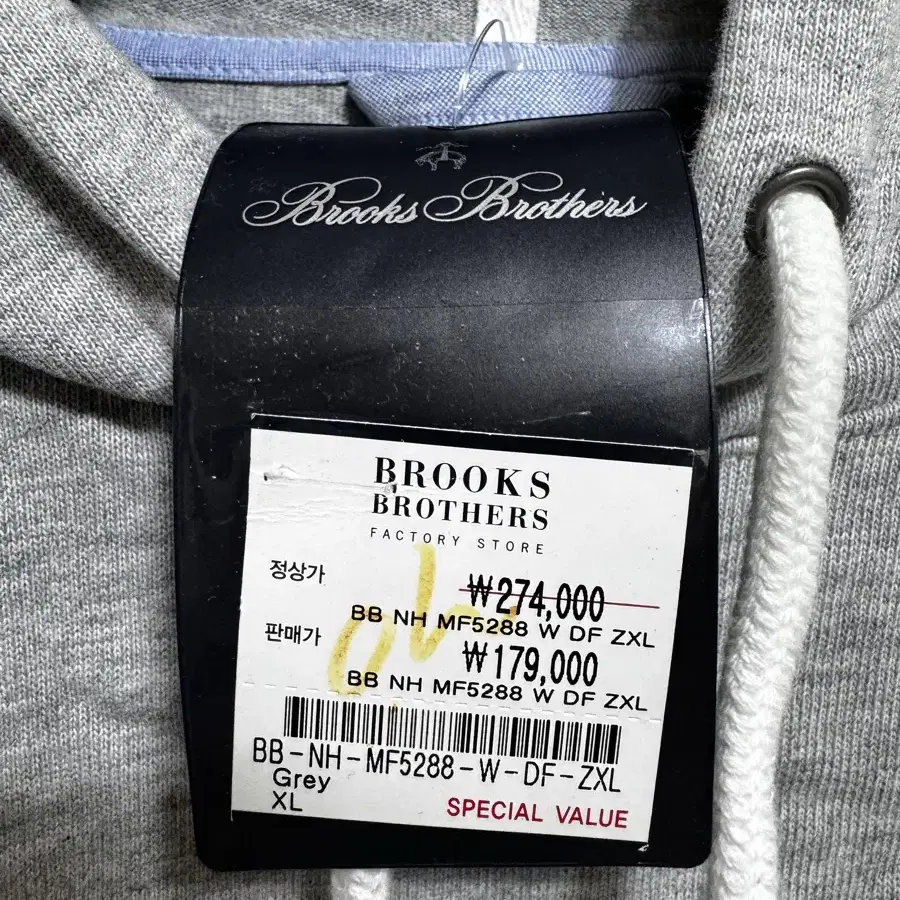 Brooks Brothers
BROOKS
BROTHERS
FACTORY STORE
정상가 ₩274,000
BB NH MF5288 W DF ZXL
판매가 ₩179,000
BB NH MF5288 W DF ZXL
BB-NH-MF5288-W-DF-ZXL
Grey
XL
SPECIAL VALUE